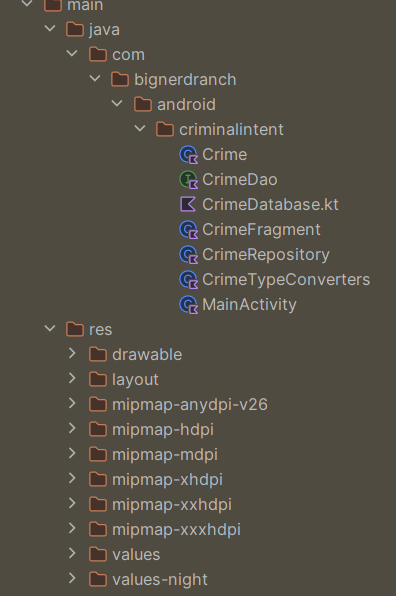 main
java
com
bignerdranch
android
criminalintent
Crime
CrimeDao
CrimeDatabase.kt
CrimeFragment
CrimeRepository
CrimeTypeConverters
MainActivity
res
drawable
layout
mipmap-anydpi-v26
mipmap-hdpi
mipmap-mdpi
mipmap-xhdpi
mipmap-xxhdpi
mipmap-xxxhdpi
values
values-night